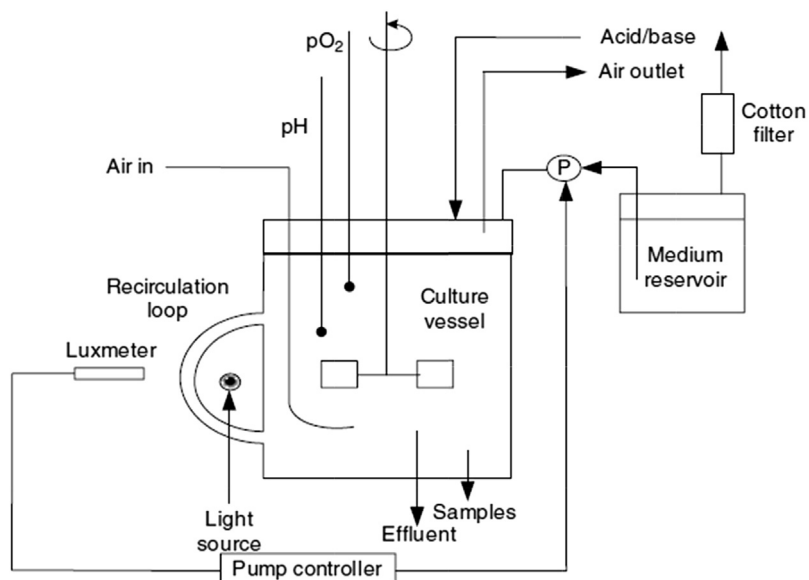 pO2
Acid/base
Air outlet
pH
Cotton
filter
Air in
P
Medium
reservoir
Recirculation
loop
Culture
vessel
Luxmeter
Light
source
Effluent
Samples
Pump controller